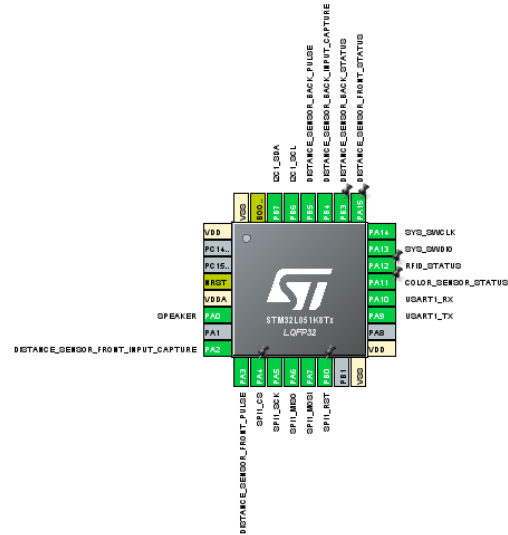 DISTANCE_SENSOR_BACK_PULSE
DISTANCE_SENSOR_BACK_INPUT_CAPTURE
DISTANCE_SENSOR_BACK_STATUS
DISTANCE_SENSOR_FRONT_STATUS
I2C1_SDA
I2C1_SCL
VSS
BOO..
PB7
PB6
PB5
PB4
PB3
PA15
VDD
PC14..
PC15..
NRST
VDDA
SPEAKER PA0
PA1
DISTANCE_SENSOR_FRONT_INPUT_CAPTURE PA2
STM32L051K8Tx
LQFP32
PA14 SYS_SWCLK
PA13 SYS_SWDIO
PA12 RFID_STATUS
PA11 COLOR_SENSOR_STATUS
PA10 USART1_RX
PA9 USART1_TX
PA8
VDD
PA3
PA4
PA5
PA6
PA7
PB0
PB1
VSS
DISTANCE_SENSOR_FRONT_PULSE
SPI1_CS
SPI1_SCK
SPI1_MISO
SPI1_MOSI
SPI1_RST